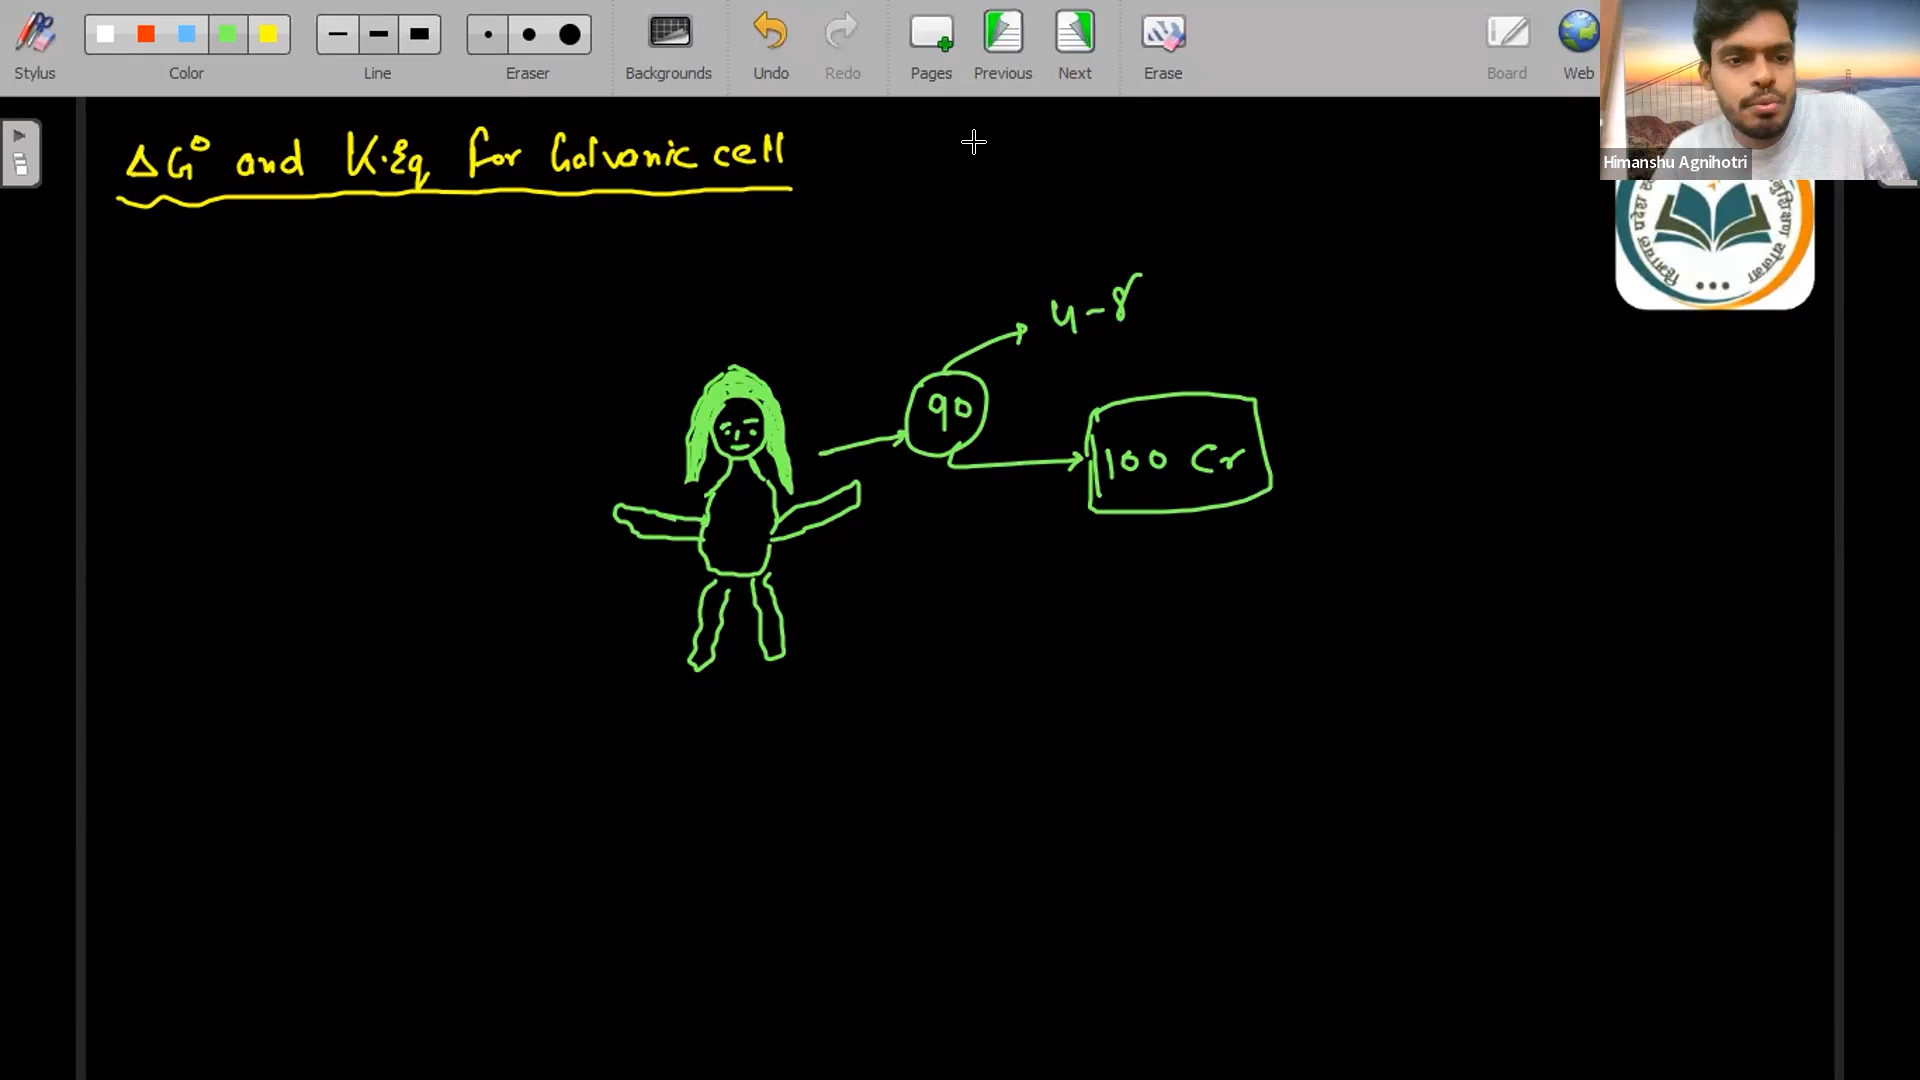 Stylus
Color
Line
Eraser
Backgrounds
Undo
Redo
Pages
Previous
Next
Erase
Board
Web
Himanshu Agnihotri
ΔG° and K.Eq for Galvanic cell
4-8
90
100 Cr